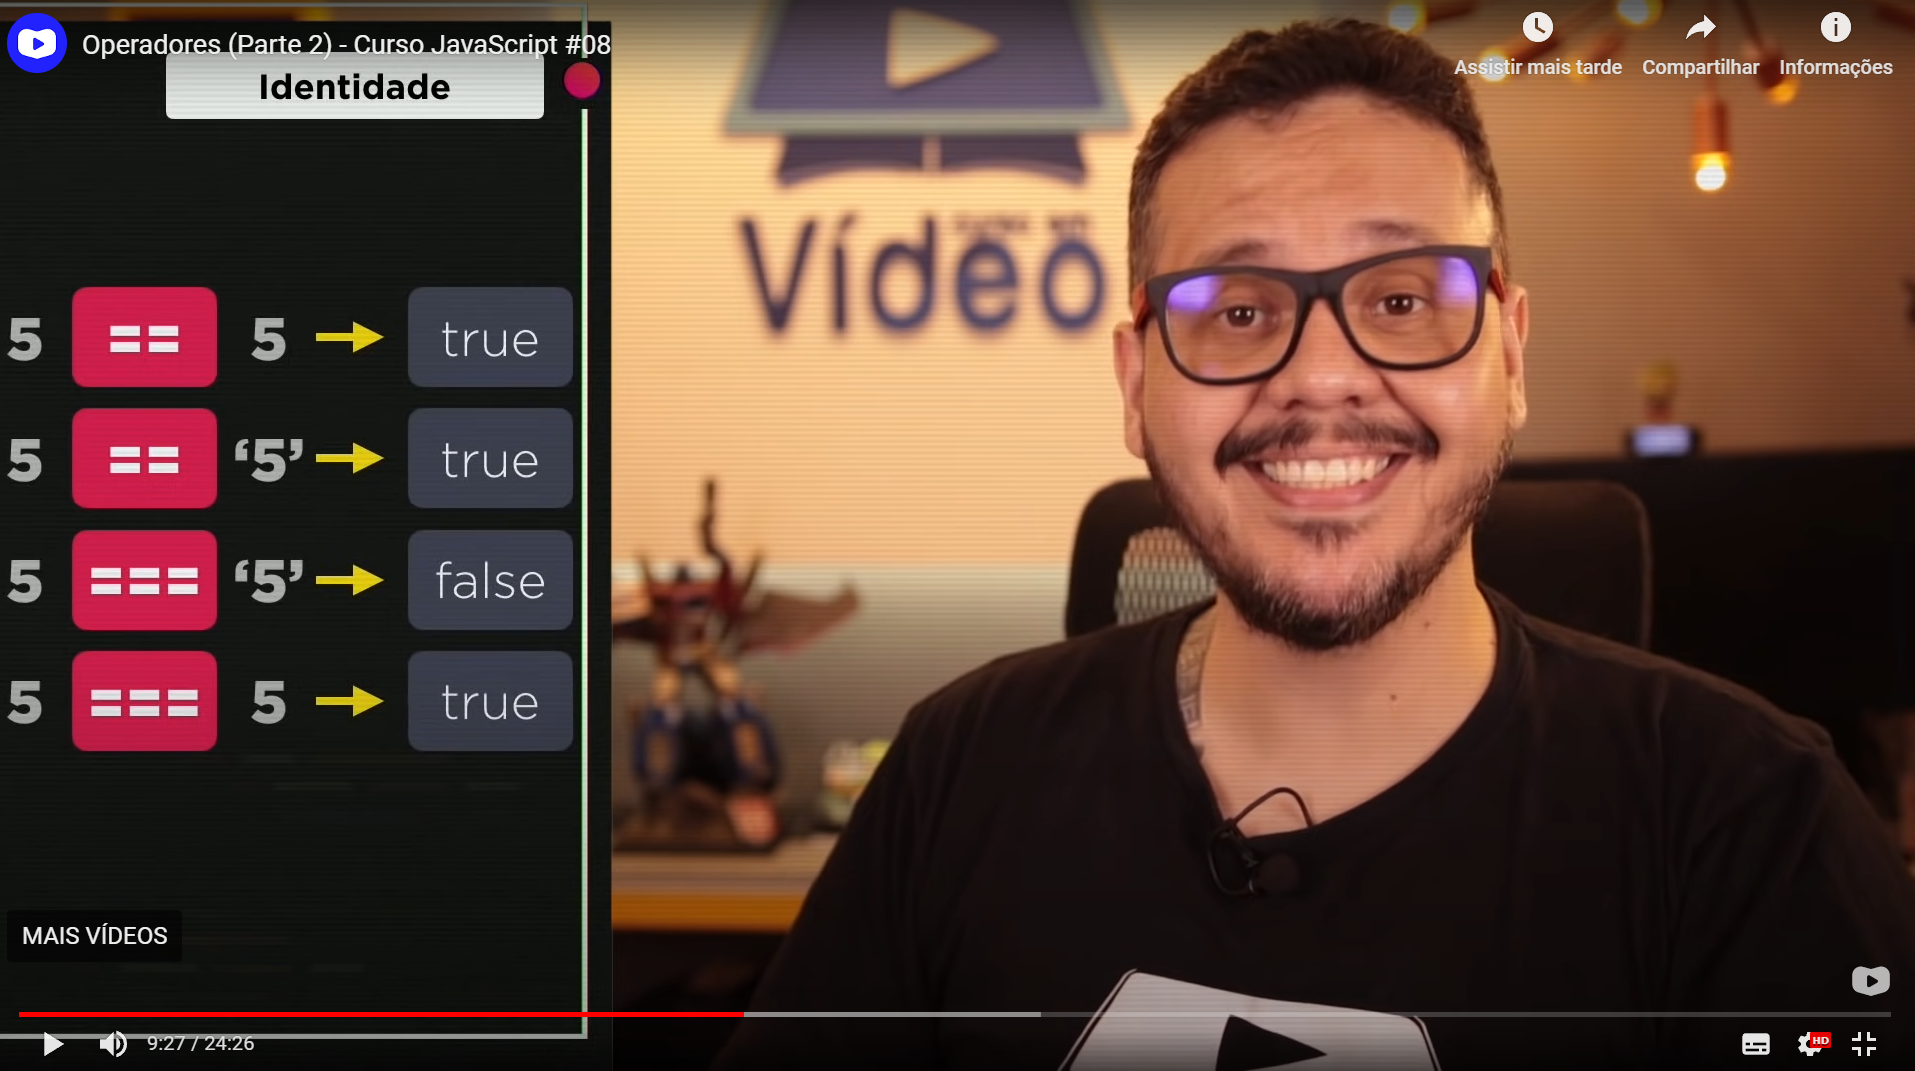 Operadores (Parte 2) - Curso JavaScript #08
Assistir mais tarde
Compartilhar
Informações
Identidade
Vídeo
5 == 5 → true
5 == ‘5’ → true
5 === ‘5’ → false
5 === 5 → true
MAIS VÍDEOS
9:27 / 24:26
HD